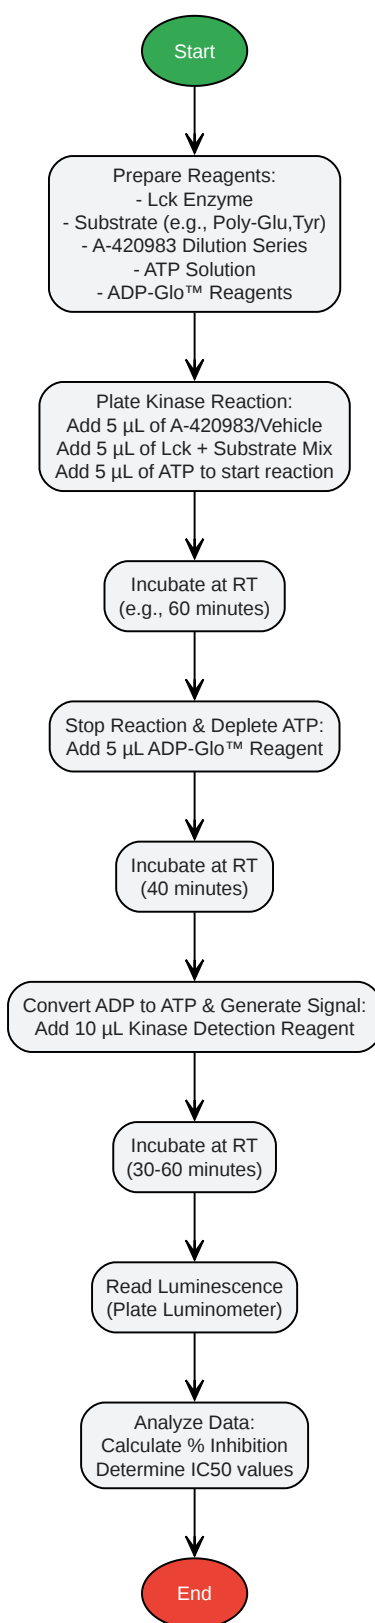 Start
Prepare Reagents:
- Lck Enzyme
- Substrate (e.g., Poly-Glu,Tyr)
- A-420983 Dilution Series
- ATP Solution
- ADP-Glo™ Reagents
Plate Kinase Reaction:
Add 5 µL of A-420983/Vehicle
Add 5 µL of Lck + Substrate Mix
Add 5 µL of ATP to start reaction
Incubate at RT
(e.g., 60 minutes)
Stop Reaction & Deplete ATP:
Add 5 µL ADP-Glo™ Reagent
Incubate at RT
(40 minutes)
Convert ADP to ATP & Generate Signal:
Add 10 µL Kinase Detection Reagent
Incubate at RT
(30-60 minutes)
Read Luminescence
(Plate Luminometer)
Analyze Data:
Calculate % Inhibition
Determine IC50 values
End